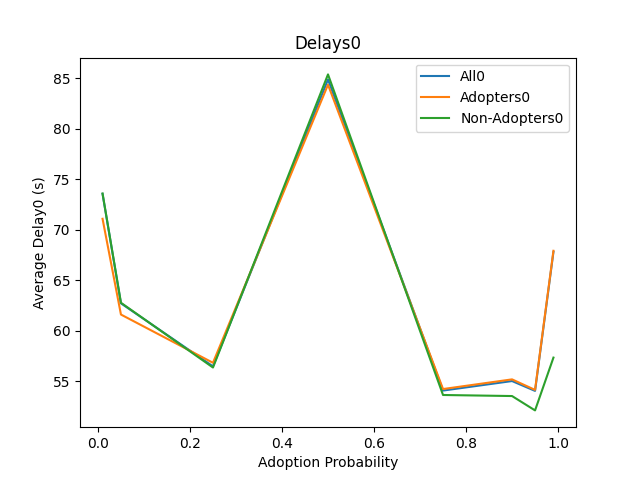 Delays0
All0
Adopters0
Non-Adopters0
Average Delay0 (s)
85
80
75
70
65
60
55
0.0 0.2 0.4 0.6 0.8 1.0
Adoption Probability